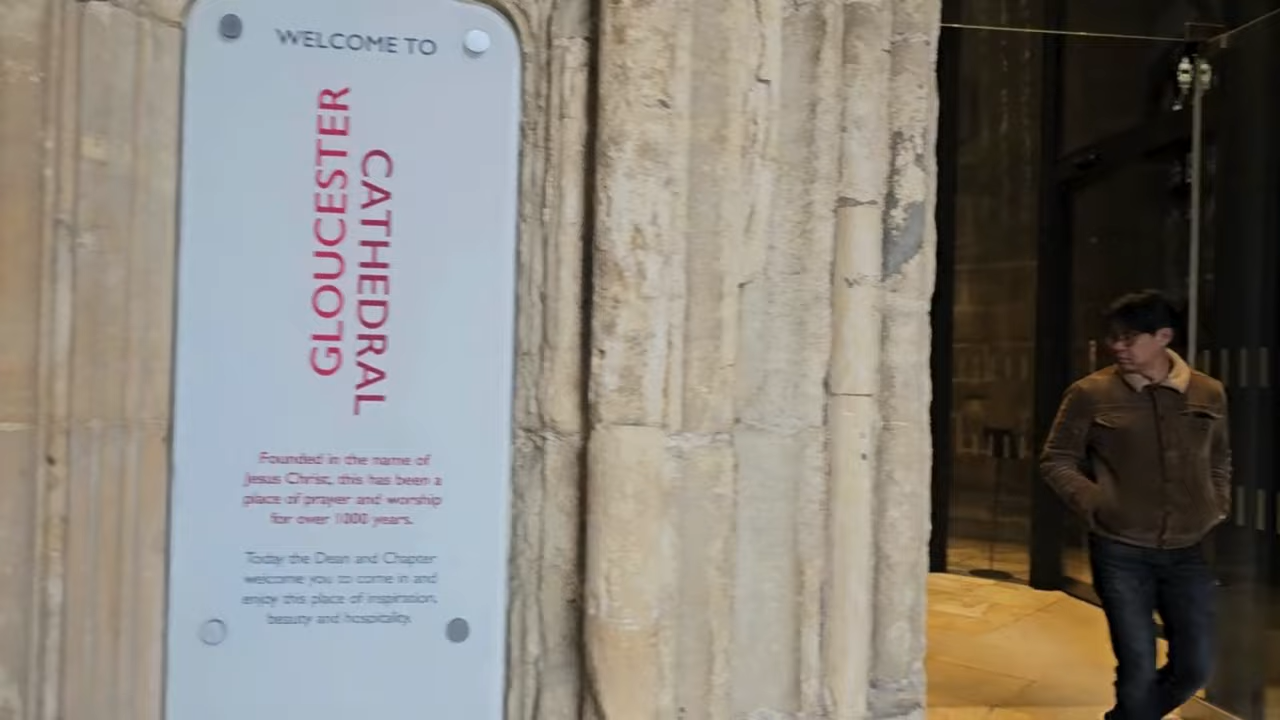 WELCOME TO
GLOUCESTER
CATHEDRAL
Founded in the name of
Jesus Christ, this has been a
place of prayer and worship
for over 1000 years.
Today the Dean and Chapter
welcome you to come in and
enjoy this place of inspiration,
beauty and hospitality.